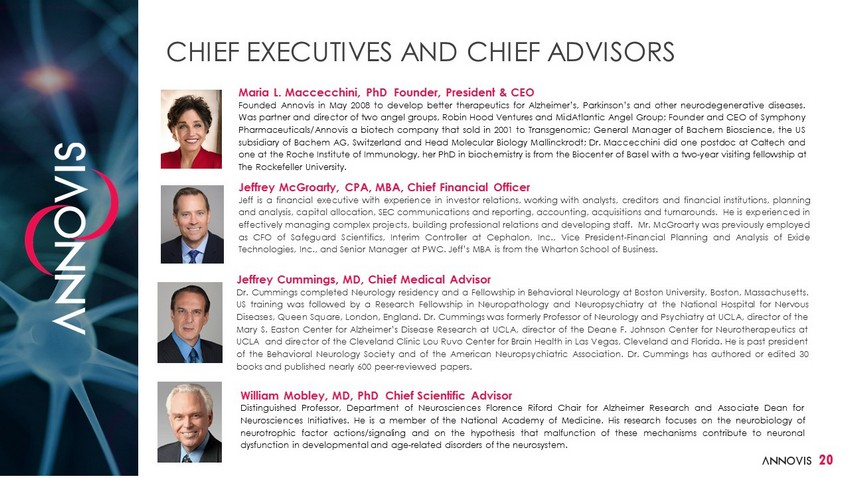 CHIEF EXECUTIVES AND CHIEF ADVISORS
ANNOVIS
Maria L. Maccecchini, PhD Founder, President & CEO
Founded Annovis in May 2008 to develop better therapeutics for Alzheimer's, Parkinson's and other neurodegenerative diseases.
Was partner and director of two angel groups, Robin Hood Ventures and MidAtlantic Angel Group; Founder and CEO of Symphony
Pharmaceuticals/Annovis a biotech company that sold in 2001 to Transgenomic; General Manager of Bachem Bioscience, the US
subsidiary of Bachem AG, Switzerland and Head Molecular Biology Mallinckrodt; Dr. Maccecchini did one postdoc at Caltech and
one at the Roche Institute of Immunology, her PhD in biochemistry is from the Biocenter of Basel with a two-year visiting fellowship at
The Rockefeller University.
Jeffrey McGroarty, CPA, MBA, Chief Financial Officer
Jeff is a financial executive with experience in investor relations, working with analysts, creditors and financial institutions, planning
and analysis, capital allocation, SEC communications and reporting, accounting, acquisitions and turnarounds. He is experienced in
effectively managing complex projects, building professional relations and developing staff. Mr. McGroarty was previously employed
as CFO of Safeguard Scientifics, Interim Controller at Cephalon, Inc., Vice President-Financial Planning and Analysis of Exide
Technologies, Inc., and Senior Manager at PWC. Jeff's MBA is from the Wharton School of Business.
Jeffrey Cummings, MD, Chief Medical Advisor
Dr. Cummings completed Neurology residency and a Fellowship in Behavioral Neurology at Boston University, Boston, Massachusetts.
US training was followed by a Research Fellowship in Neuropathology and Neuropsychiatry at the National Hospital for Nervous
Diseases, Queen Square, London, England. Dr. Cummings was formerly Professor of Neurology and Psychiatry at UCLA, director of the
Mary S. Easton Center for Alzheimer's Disease Research at UCLA, director of the Deane F. Johnson Center for Neurotherapeutics at
UCLA and director of the Cleveland Clinic Lou Ruvo Center for Brain Health in Las Vegas, Cleveland and Florida. He is past president
of the Behavioral Neurology Society and of the American Neuropsychiatric Association. Dr. Cummings has authored or edited 30
books and published nearly 600 peer-reviewed papers.
William Mobley, MD, PhD Chief Scientific Advisor
Distinguished Professor, Department of Neurosciences Florence Riford Chair for Alzheimer Research and Associate Dean for
Neurosciences Initiatives. He is a member of the National Academy of Medicine. His research focuses on the neurobiology of
neurotrophic factor actions/signaling and on the hypothesis that malfunction of these mechanisms contribute to neuronal
dysfunction in developmental and age-related disorders of the neurosystem.
ANNOVIS 20